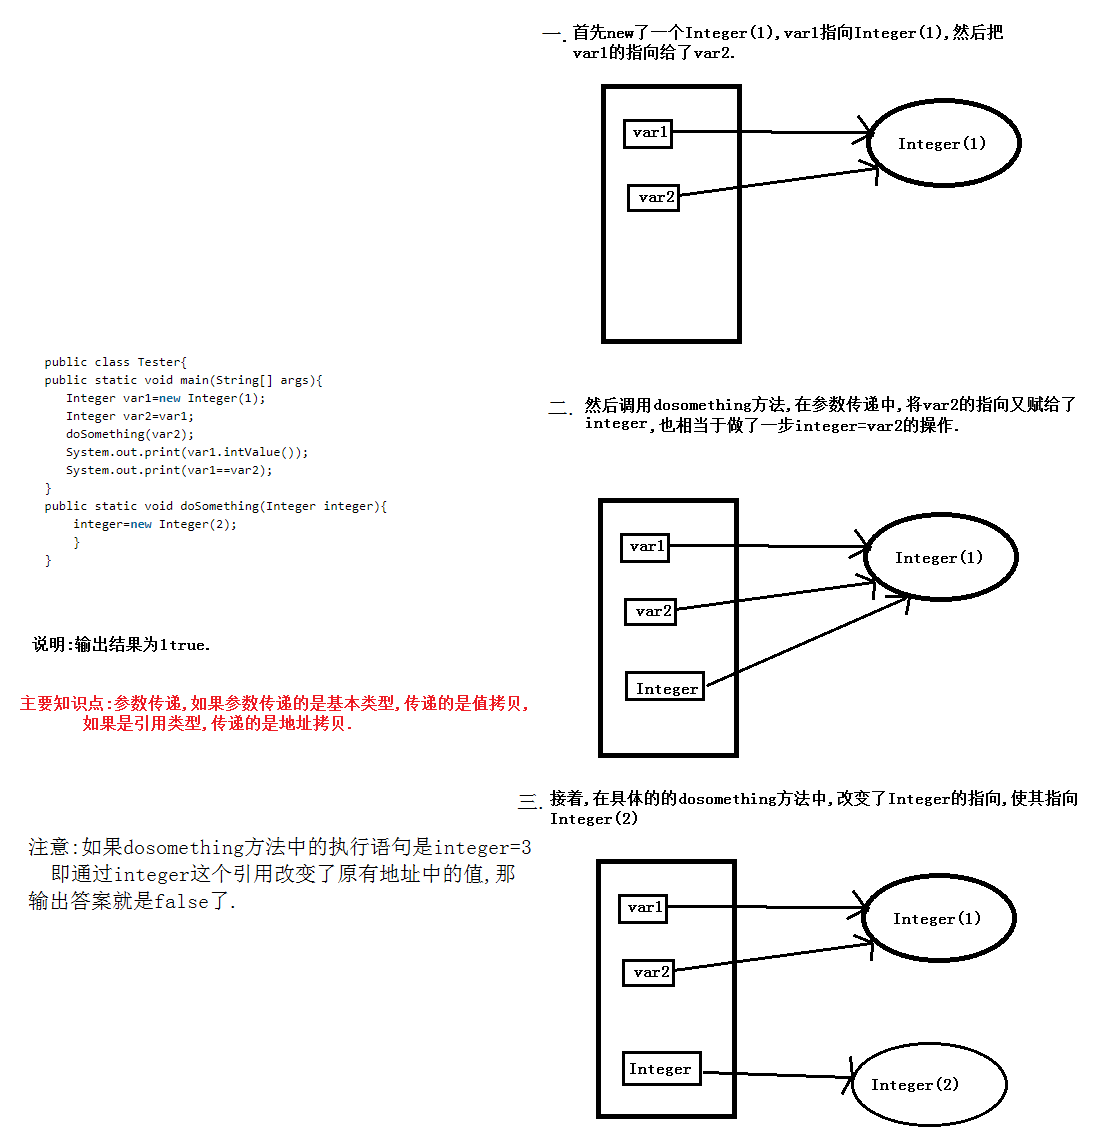 一. 首先new了一个Integer(1),var1指向Integer(1),然后把
var1的指向给了var2.
var1
Integer(1)
var2
public class Tester{
public static void main(String[] args){
Integer var1=new Integer(1);
Integer var2=var1;
doSomething(var2);
System.out.print(var1.intValue());
System.out.print(var1==var2);
}
public static void doSomething(Integer integer){
integer=new Integer(2);
}
}
说明:输出结果为1true.
主要知识点:参数传递,如果参数传递的是基本类型,传递的是值拷贝,
如果是引用类型,传递的是地址拷贝.
注意:如果dosomething方法中的执行语句是integer=3
即通过integer这个引用改变了原有地址中的值,那
输出答案就是false了.
二. 然后调用dosomething方法,在参数传递中,将var2的指向又赋给了
integer,也相当于做了一步integer=var2的操作.
var1
Integer(1)
var2
Integer
三. 接着,在具体的的dosomething方法中,改变了Integer的指向,使其指向
Integer(2)
var1
Integer(1)
var2
Integer
Integer(2)